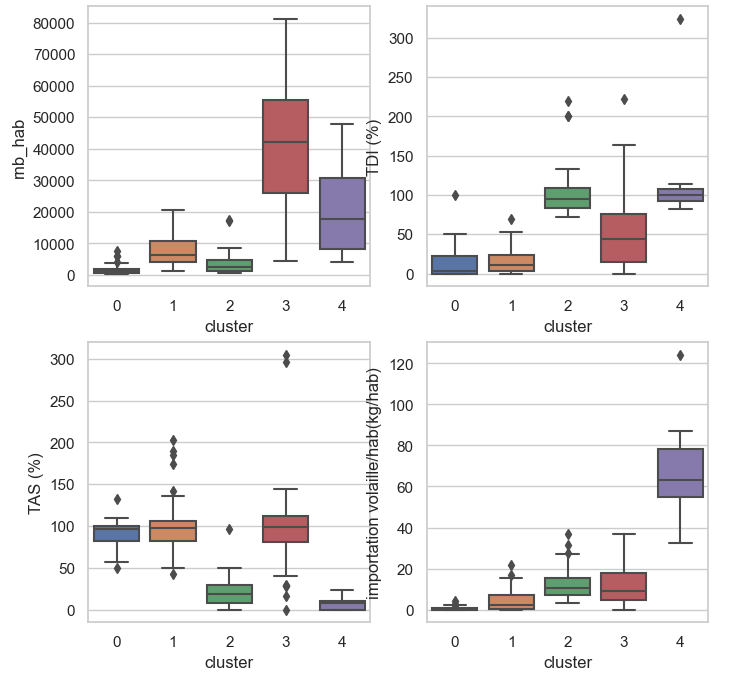 80000
70000
60000
50000
40000
30000
20000
10000
0
rnb_hab
0 1 2 3 4
cluster
300
250
200
150
100
50
0
TDI (%)
0 1 2 3 4
cluster
300
250
200
150
100
50
0
TAS (%)
0 1 2 3 4
cluster
120
100
80
60
40
20
0
importation volaille/hab(kg/hab)
0 1 2 3 4
cluster